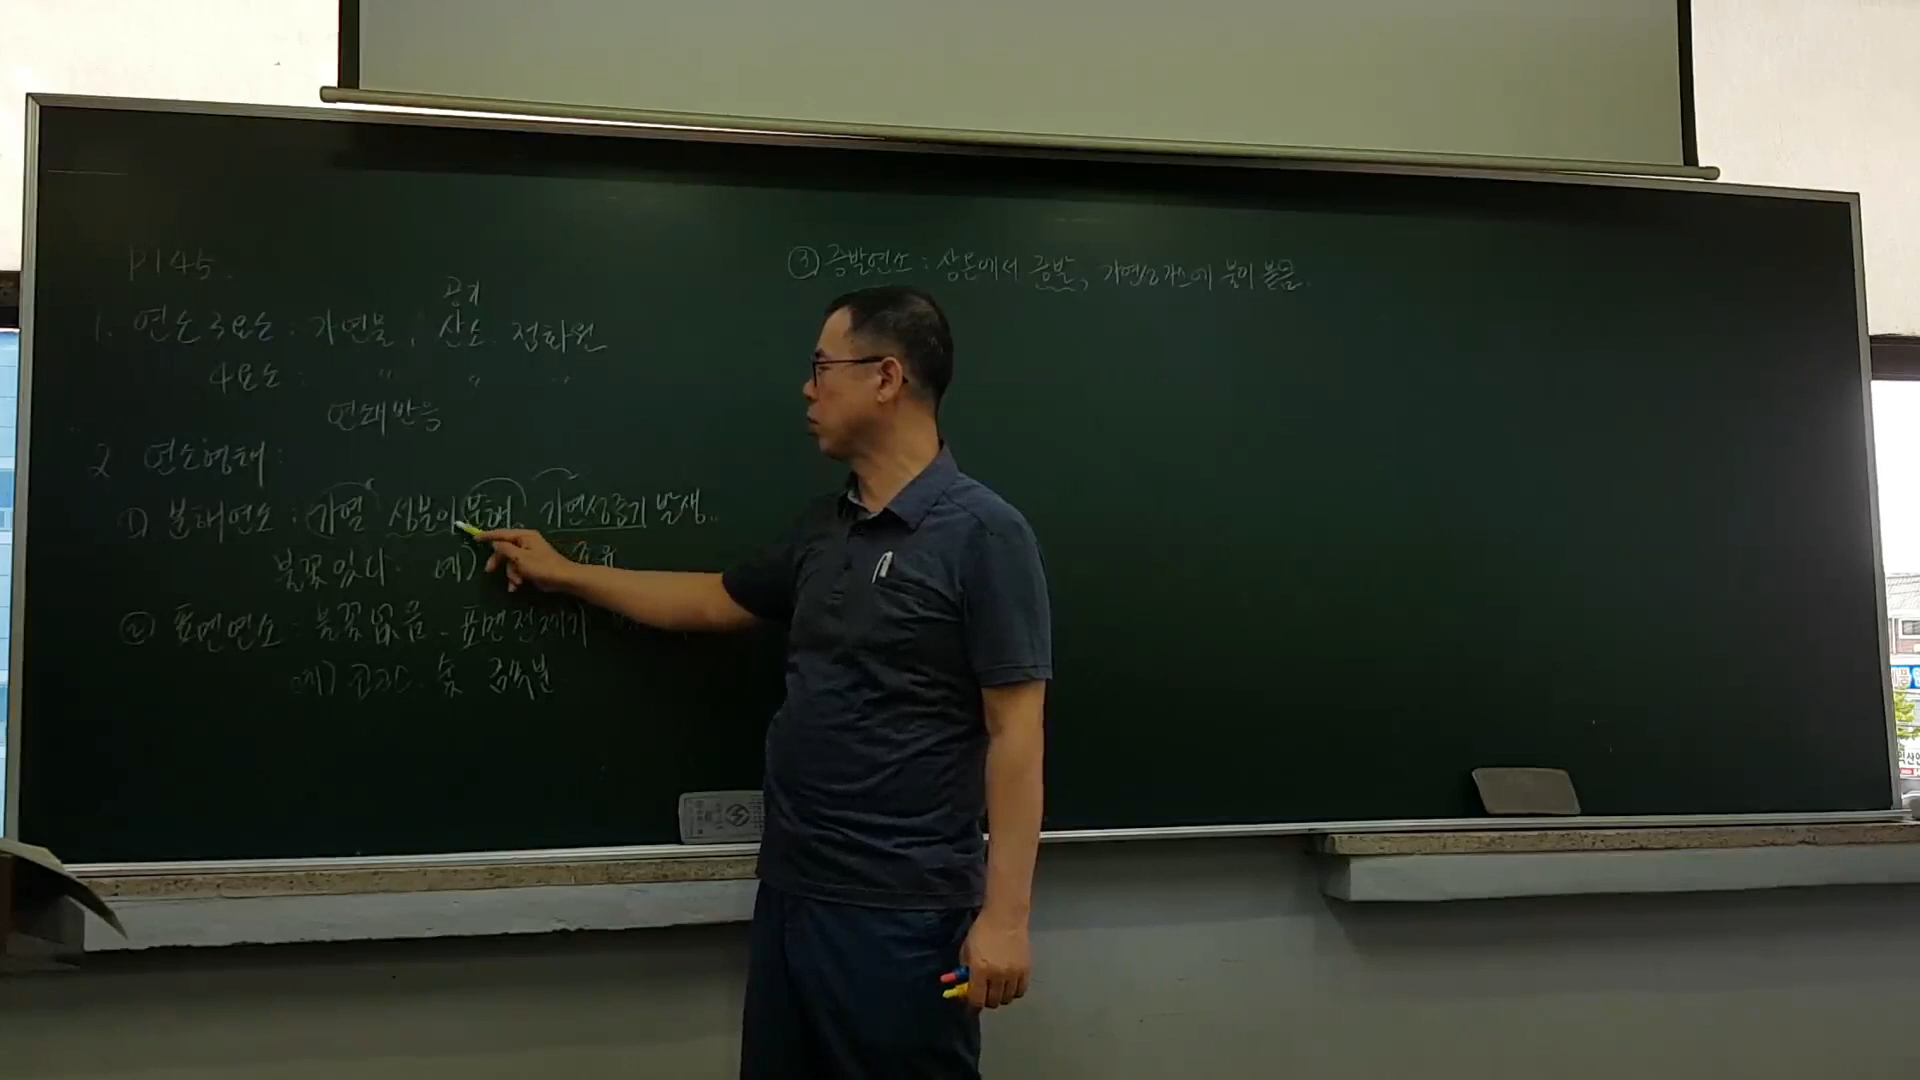 P145.
공기
1. 연소 3요소 : 가연물, 산소. 점화원
4요소 : " " "
연쇄반응
2 연소형태 :
① 분해연소 : 가열 성분이 분해, 가연성증기 발생..
불꽃있다. 예)
② 표면연소 : 불꽃없음 - 표면전체가
예) 코크스. 숯 금속분.
③ 증발연소 : 상온에서 증발, 가연성가스에 불이 붙음.